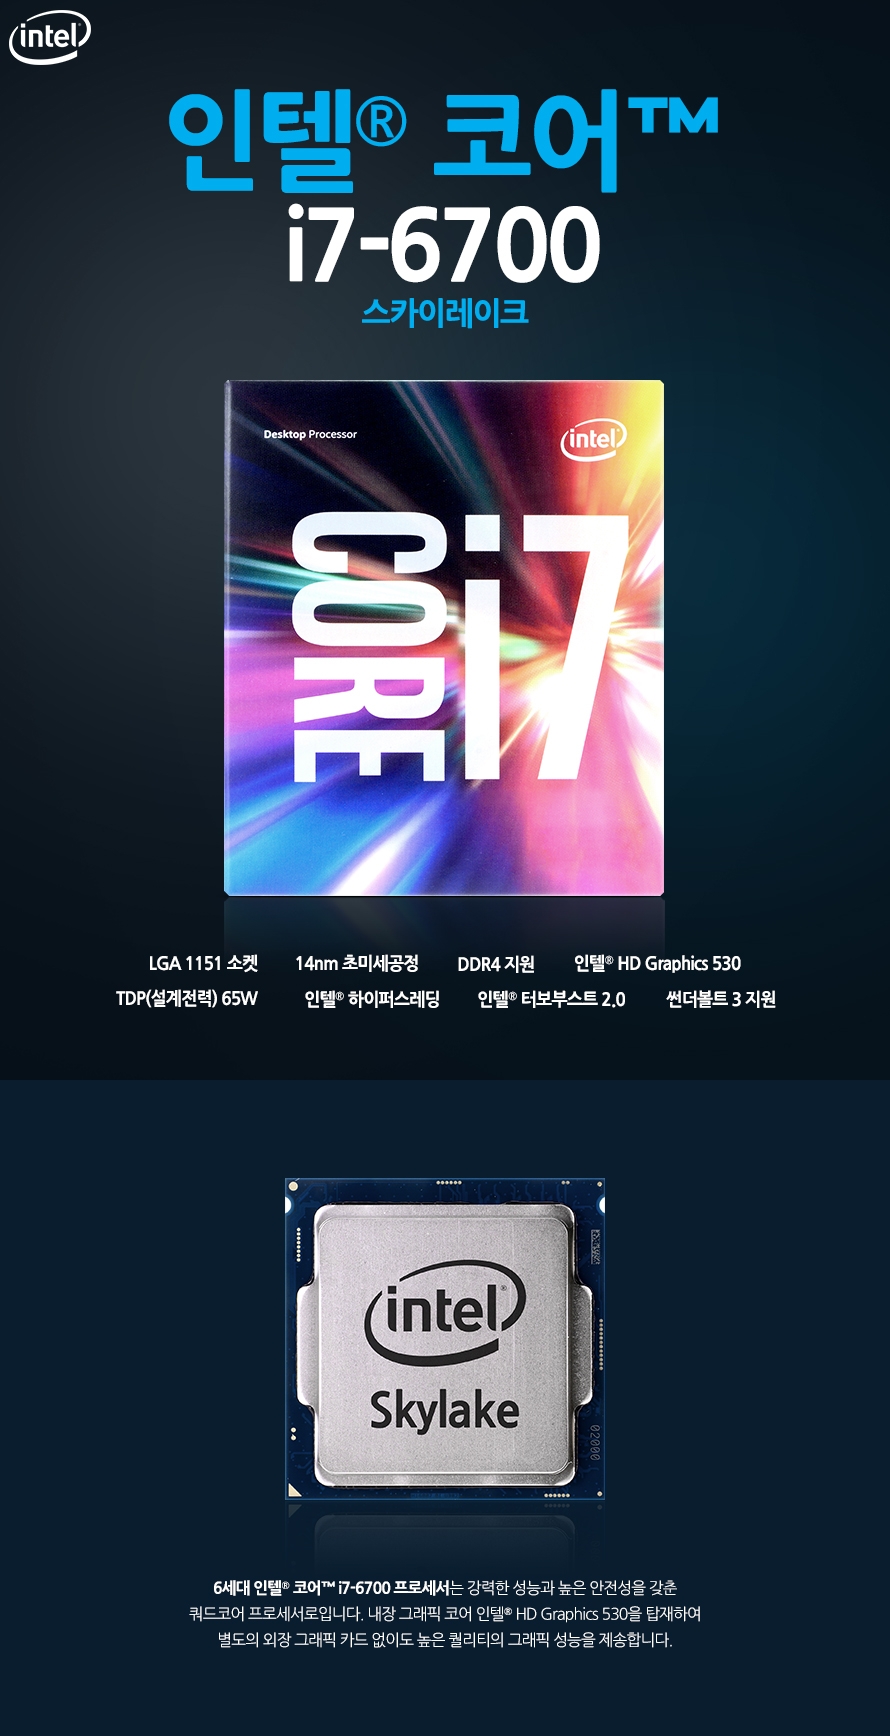 intel
인텔® 코어™
i7-6700
스카이레이크
Desktop Processor
intel
CORE i7
LGA 1151 소켓 14nm 초미세공정 DDR4 지원 인텔® HD Graphics 530
TDP(설계전력) 65W 인텔® 하이퍼스레딩 인텔® 터보부스트 2.0 썬더볼트 3 지원
intel®
Skylake
02000
6세대 인텔® 코어™ i7-6700 프로세서는 강력한 성능과 높은 안전성을 갖춘
쿼드코어 프로세서로입니다. 내장 그래픽 코어 인텔® HD Graphics 530을 탑재하여
별도의 외장 그래픽 카드 없이도 높은 퀄리티의 그래픽 성능을 제송합니다.